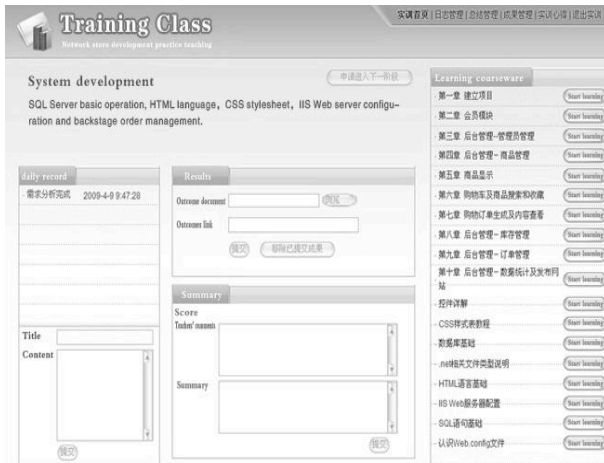 Training Class
Network store development practice teaching
实训首页 | 日志管理 | 总结管理 | 成果管理 | 实训心得 | 退出实训
System development
申请进入下一阶段
SQL Server basic operation, HTML language, CSS stylesheet, IIS Web server configu-
ration and backstage order management.
daily record
需求分析完成 2009-4-9 9:47:28
Title
Content
提交
Results
Outcome document
Outcomes link
提交 移除已提交成果
Summary
Score
Teachers' comments
Summary
提交
Learning courseware
第一章 建立项目 Start learning
第二章 会员模块 Start learning
第三章 后台管理-管理员管理 Start learning
第四章 后台管理- 商品管理 Start learning
第五章 商品显示 Start learning
第六章 购物车及商品搜索和收藏 Start learning
第七章 购物订单生成及内容查看 Start learning
第八章 后台管理- 库存管理 Start learning
第九章 后台管理- 订单管理 Start learning
第十章 后台管理- 数据统计及发布网
站 Start learning
控件详解 Start learning
CSS样式表教程 Start learning
数据库基础 Start learning
.net相关文件类型说明 Start learning
HTML语言基础 Start learning
IIS Web服务器配置 Start learning
SQL语句基础 Start learning
认识Web.config文件 Start learning